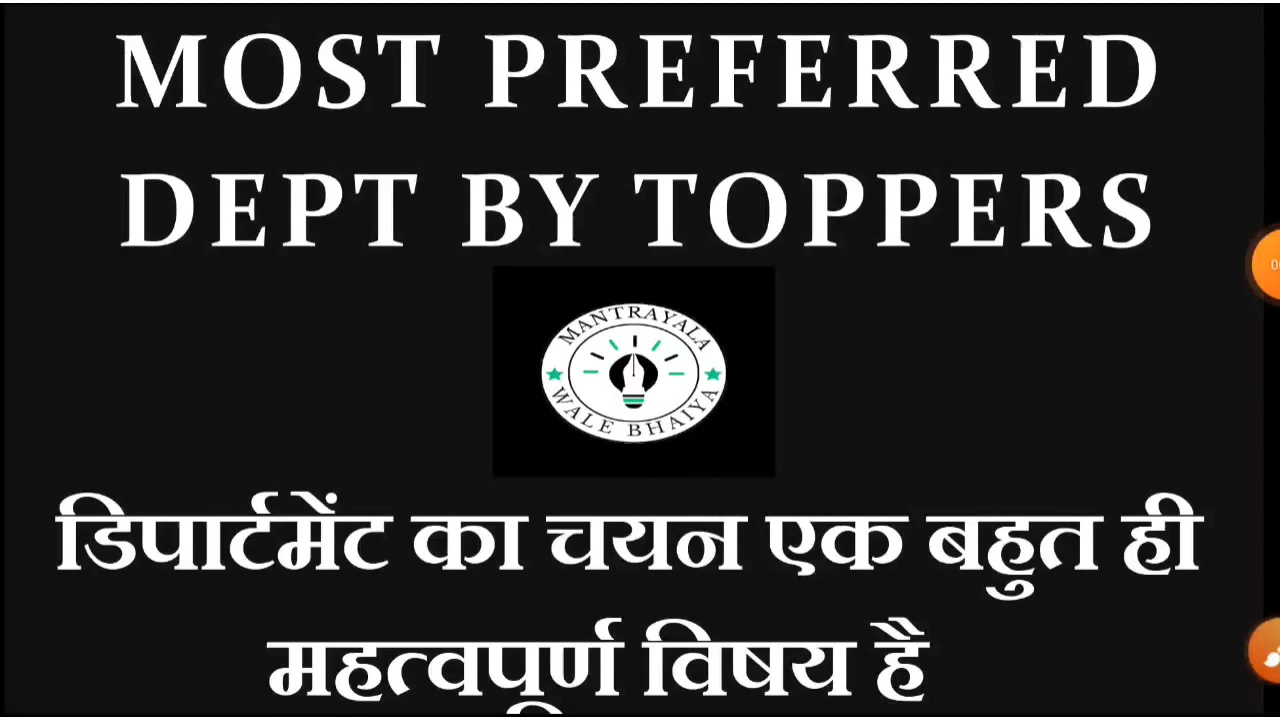 MOST PREFERRED
DEPT BY TOPPERS
MANTRAYALA
WALE BHAIYA
डिपार्टमेंट का चयन एक बहुत ही
महत्वपूर्ण विषय है